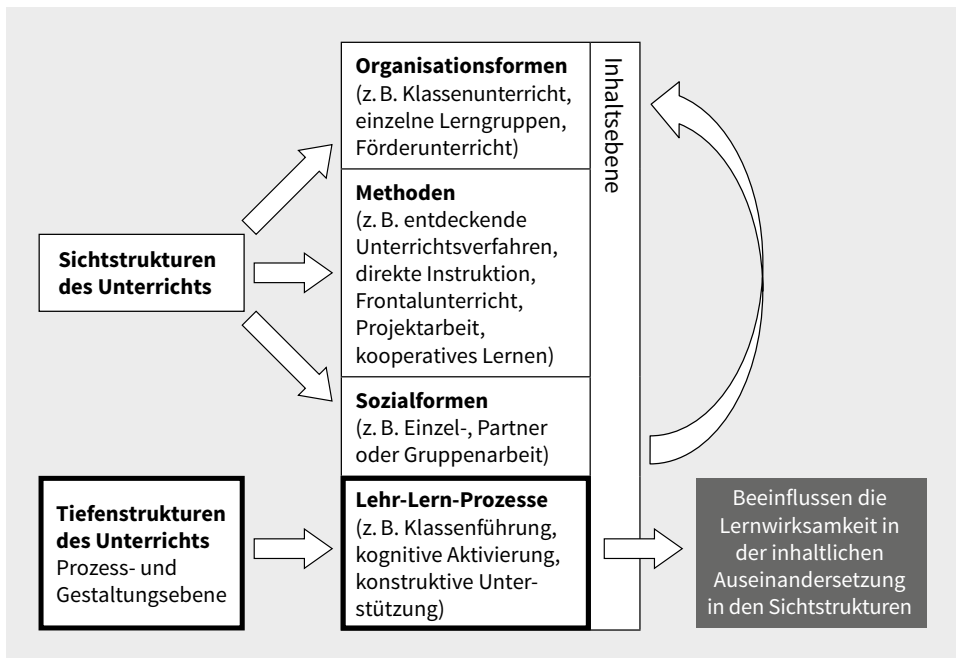 Organisationsformen
(z. B. Klassenunterricht,
einzelne Lerngruppen,
Förderunterricht)
Inhaltsebene
Methoden
(z. B. entdeckende
Unterrichtsverfahren,
direkte Instruktion,
Frontalunterricht,
Projektarbeit,
kooperatives Lernen)
Sichtstrukturen
des Unterrichts
Sozialformen
(z. B. Einzel-, Partner
oder Gruppenarbeit)
Tiefenstrukturen
des Unterrichts
Prozess- und
Gestaltungsebene
Lehr-Lern-Prozesse
(z. B. Klassenführung,
kognitive Aktivierung,
konstruktive Unter-
stützung)
Beeinflussen die
Lernwirksamkeit in
der inhaltlichen
Auseinandersetzung
in den Sichtstrukturen